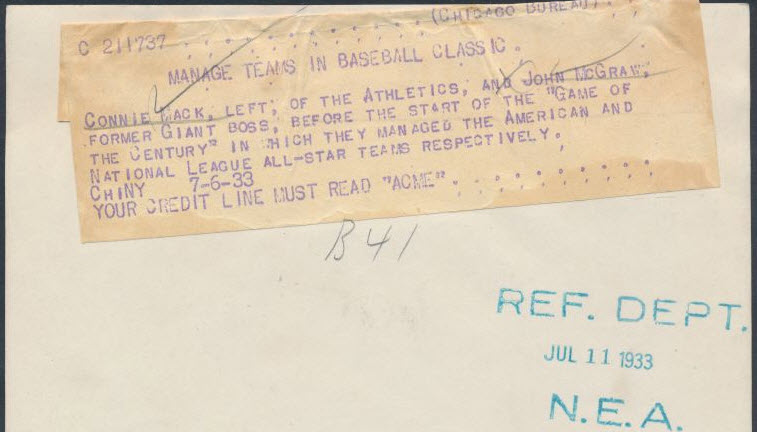 (CHICAGO BUREAU)
C 211737
MANAGE TEAMS IN BASEBALL CLASSIC.
CONNIE MACK, LEFT, OF THE ATHLETICS, AND JOHN MCGRAW,
FORMER GIANT BOSS, BEFORE THE START OF THE "GAME OF
THE CENTURY" IN WHICH THEY MANAGED THE AMERICAN AND
NATIONAL LEAGUE ALL-STAR TEAMS RESPECTIVELY.
CHINY 7-6-33
YOUR CREDIT LINE MUST READ "ACME"
B41
REF. DEPT.
JUL 11 1933
N.E.A.